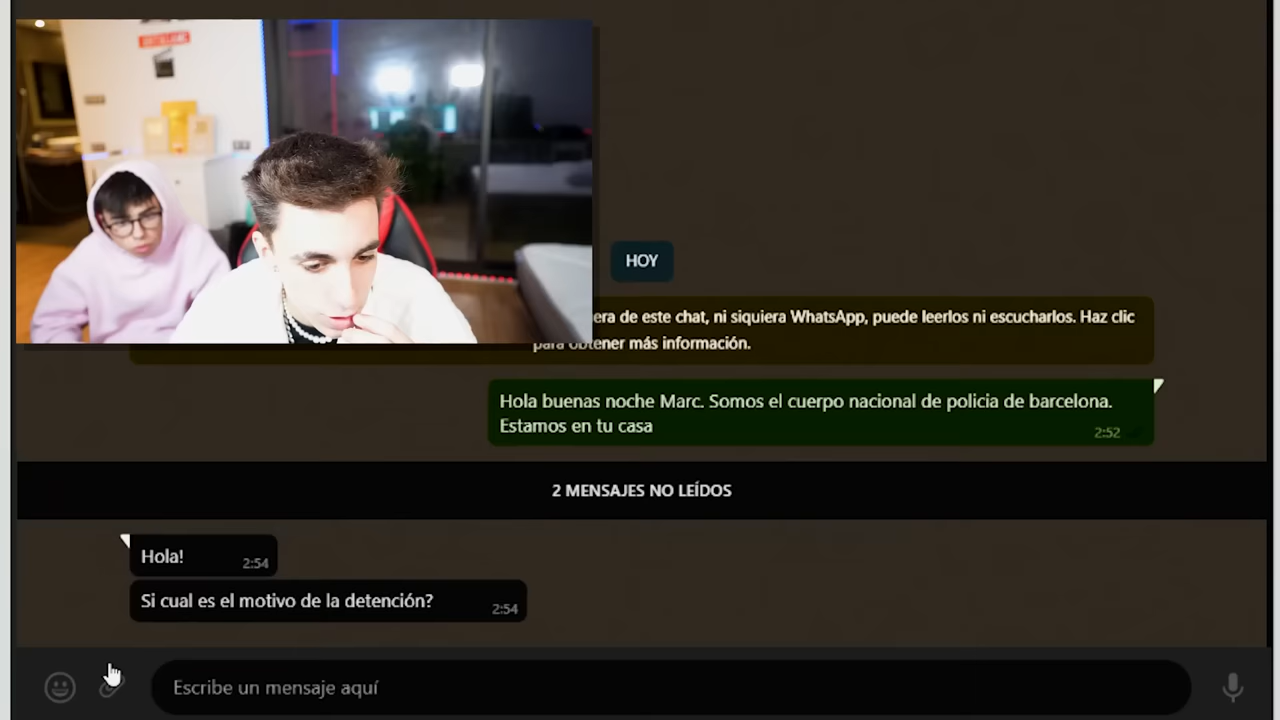 HOY
era de este chat, ni siquiera WhatsApp, puede leerlos ni escucharlos. Haz clic
para obtener más información.
Hola buenas noche Marc. Somos el cuerpo nacional de policia de barcelona.
Estamos en tu casa
2:52
2 MENSAJES NO LEÍDOS
Hola!
2:54
Si cual es el motivo de la detención?
2:54
Escribe un mensaje aquí